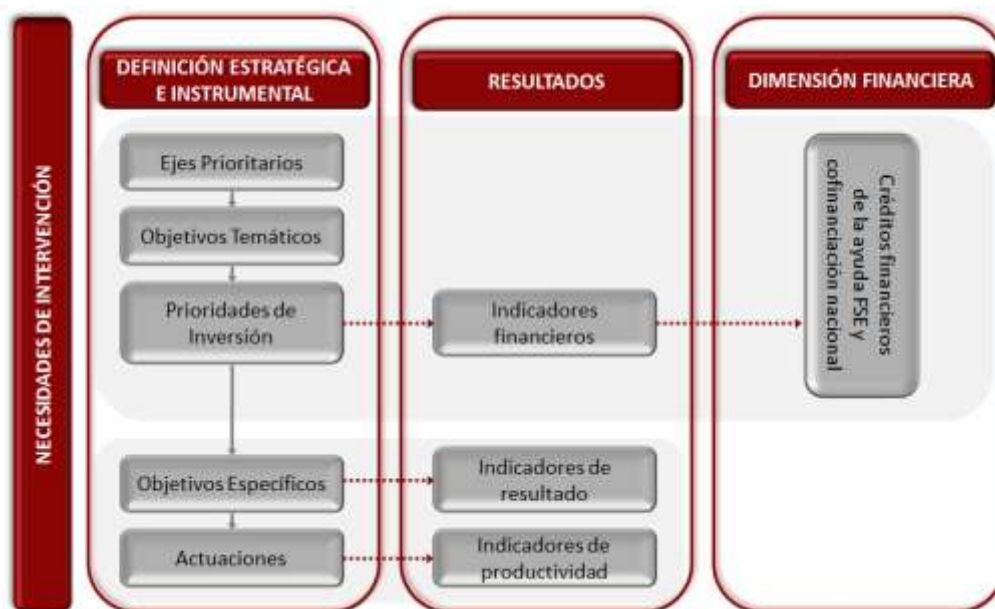 NECESIDADES DE INTERVENCIÓN
DEFINICIÓN ESTRATÉGICA
E INSTRUMENTAL
Ejes Prioritarios
Objetivos Temáticos
Prioridades de
Inversión
Objetivos Específicos
Actuaciones
RESULTADOS
Indicadores
financieros
Indicadores de
resultado
Indicadores de
productividad
DIMENSIÓN FINANCIERA
Créditos financieros
de la ayuda FSE y
cofinanciación nacional